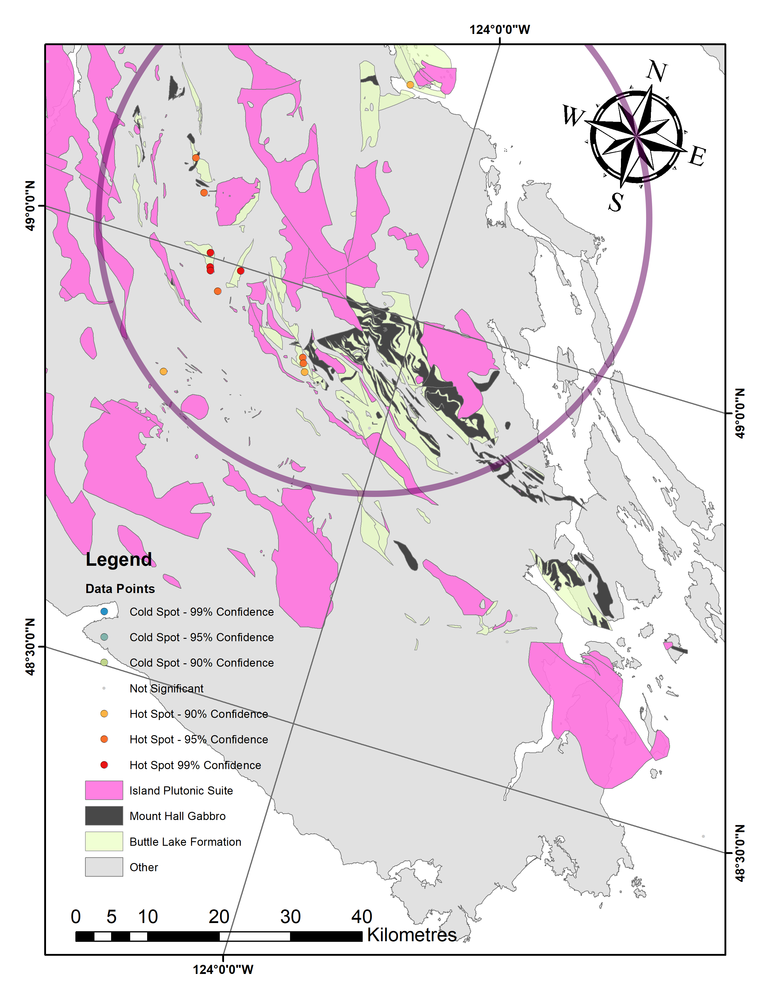 124°0'0"W
N
W
E
S
49°0'0"N
49°0'0"N
48°30'0"N
Legend
Data Points
Cold Spot - 99% Confidence
Cold Spot - 95% Confidence
Cold Spot - 90% Confidence
Not Significant
Hot Spot - 90% Confidence
Hot Spot - 95% Confidence
Hot Spot 99% Confidence
Island Plutonic Suite
Mount Hall Gabbro
Buttle Lake Formation
Other
48°30'0"N
0 5 10 20 30 40
Kilometres
124°0'0"W